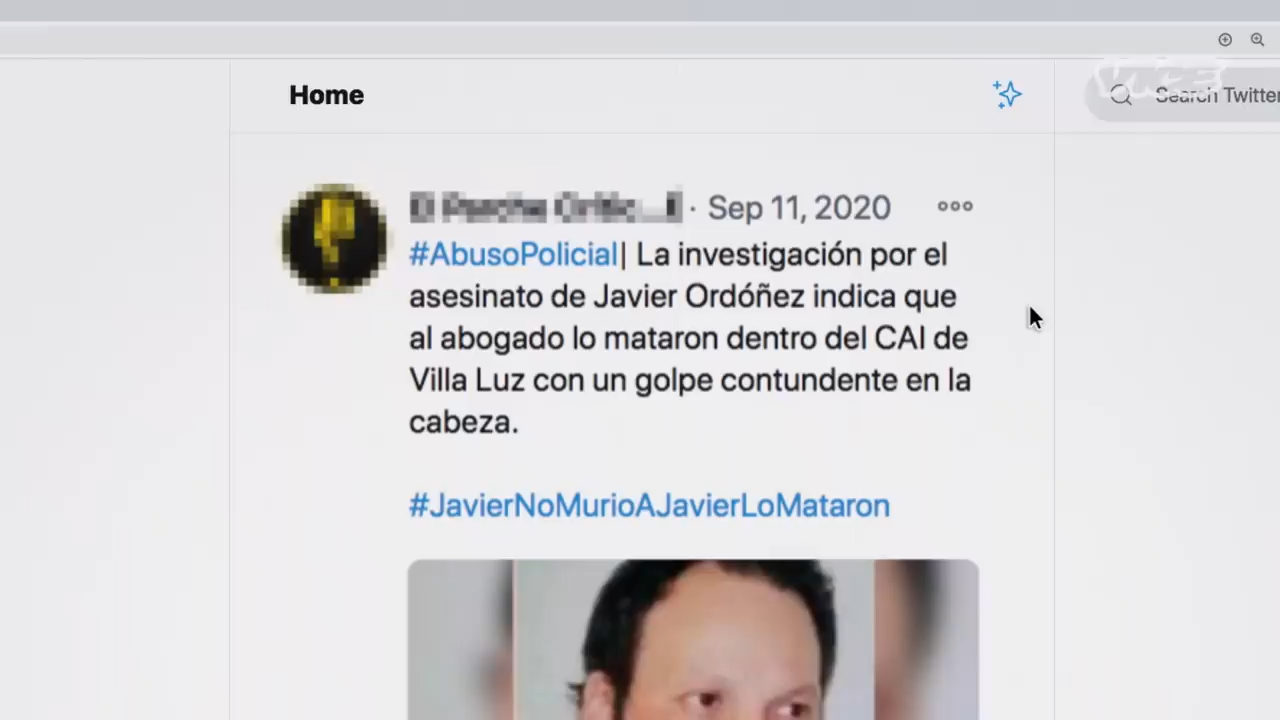 Home
Search Twitter
· Sep 11, 2020
#AbusoPolicial| La investigación por el
asesinato de Javier Ordóñez indica que
al abogado lo mataron dentro del CAI de
Villa Luz con un golpe contundente en la
cabeza.
#JavierNoMurioAJavierLoMataron